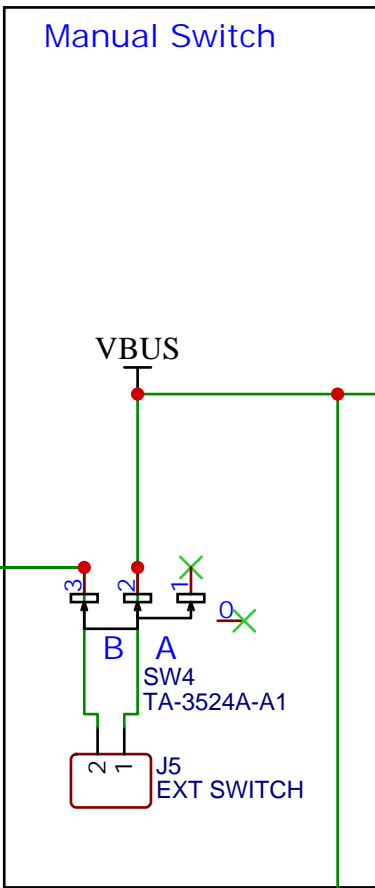 Manual Switch
VBUS
3 2 1
0
B A
SW4
TA-3524A-A1
2 1
J5
EXT SWITCH